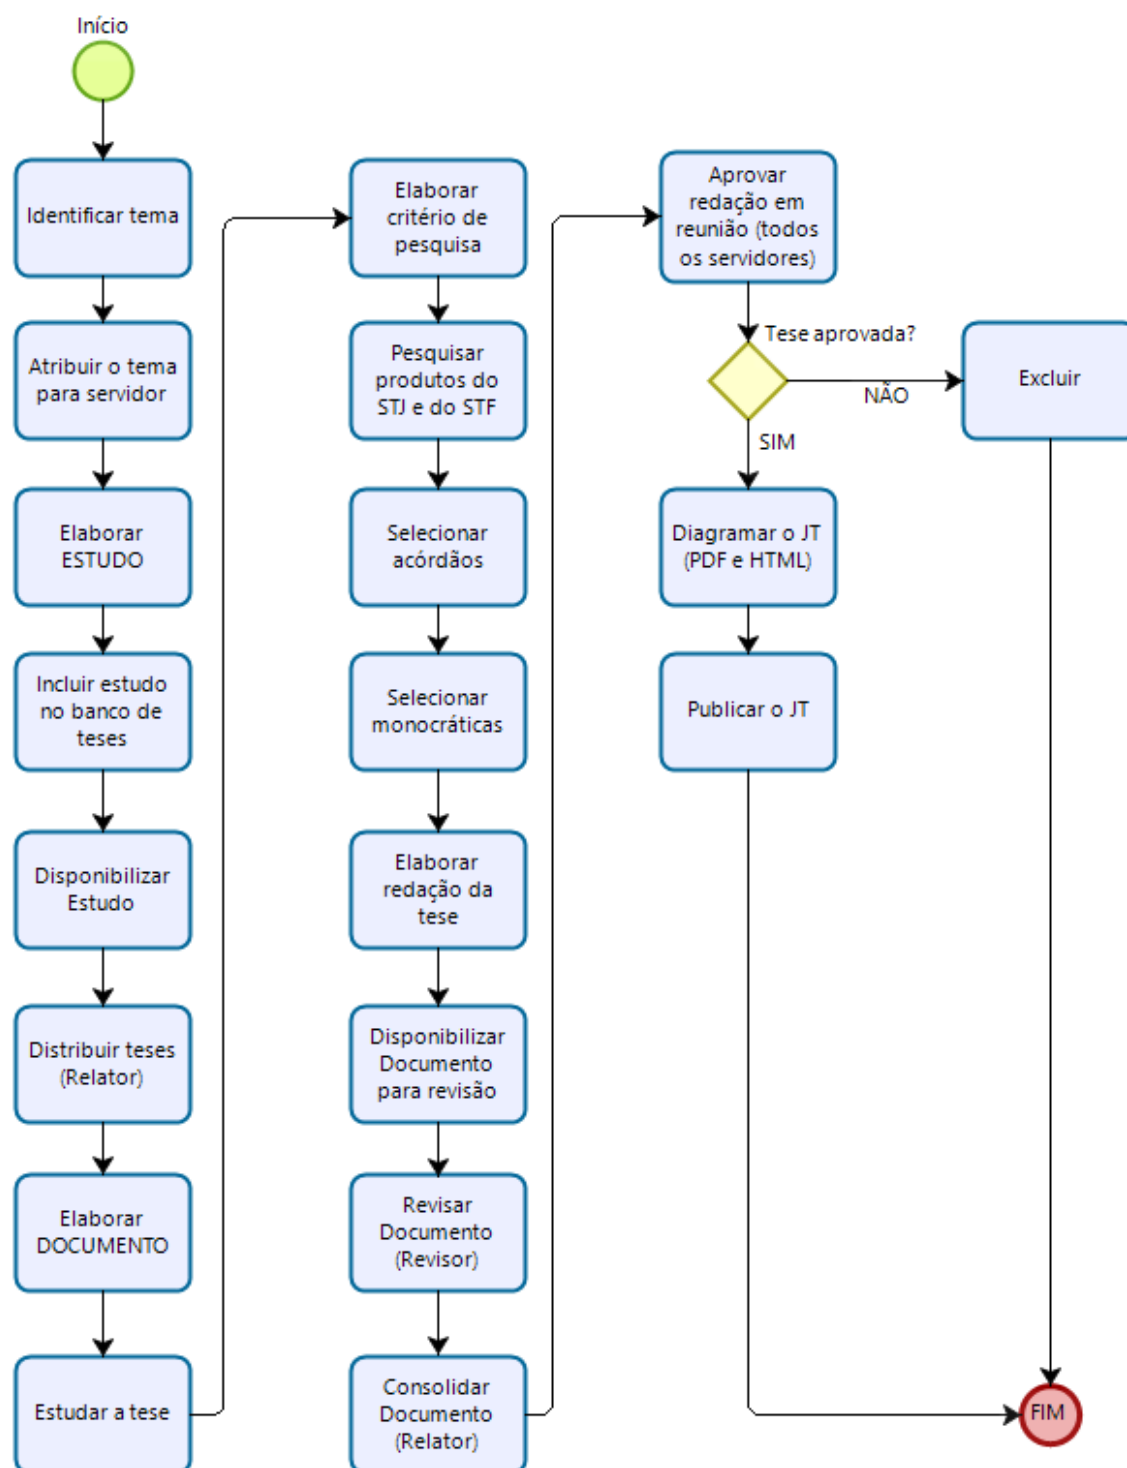 Início
Identificar tema
Atribuir o tema
para servidor
Elaborar
ESTUDO
Incluir estudo
no banco de
teses
Disponibilizar
Estudo
Distribuir teses
(Relator)
Elaborar
DOCUMENTO
Estudar a tese
Elaborar
critério de
pesquisa
Pesquisar
produtos do
STJ e do STF
Selecionar
acórdãos
Selecionar
monocráticas
Elaborar
redação da
tese
Disponibilizar
Documento
para revisão
Revisar
Documento
(Revisor)
Consolidar
Documento
(Relator)
Aprovar
redação em
reunião (todos
os servidores)
Tese aprovada?
NÃO
Excluir
SIM
Diagramar o JT
(PDF e HTML)
Publicar o JT
FIM